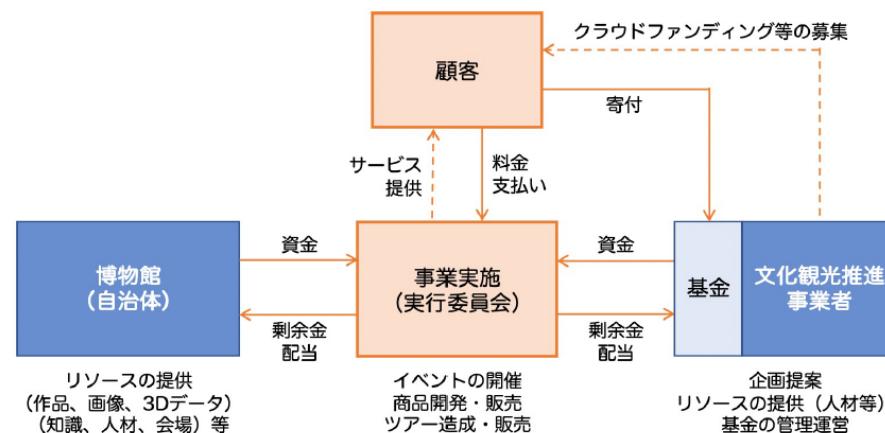 クラウドファンディング等の募集
顧客
寄付
サービス
提供
料金
支払い
博物館
（自治体）
資金
剰余金
配当
事業実施
（実行委員会）
資金
剰余金
配当
基金
文化観光推進
事業者
リソースの提供
（作品、画像、3Dデータ）
（知識、人材、会場）等
イベントの開催
商品開発・販売
ツアー造成・販売
企画提案
リソースの提供（人材等）
基金の管理運営